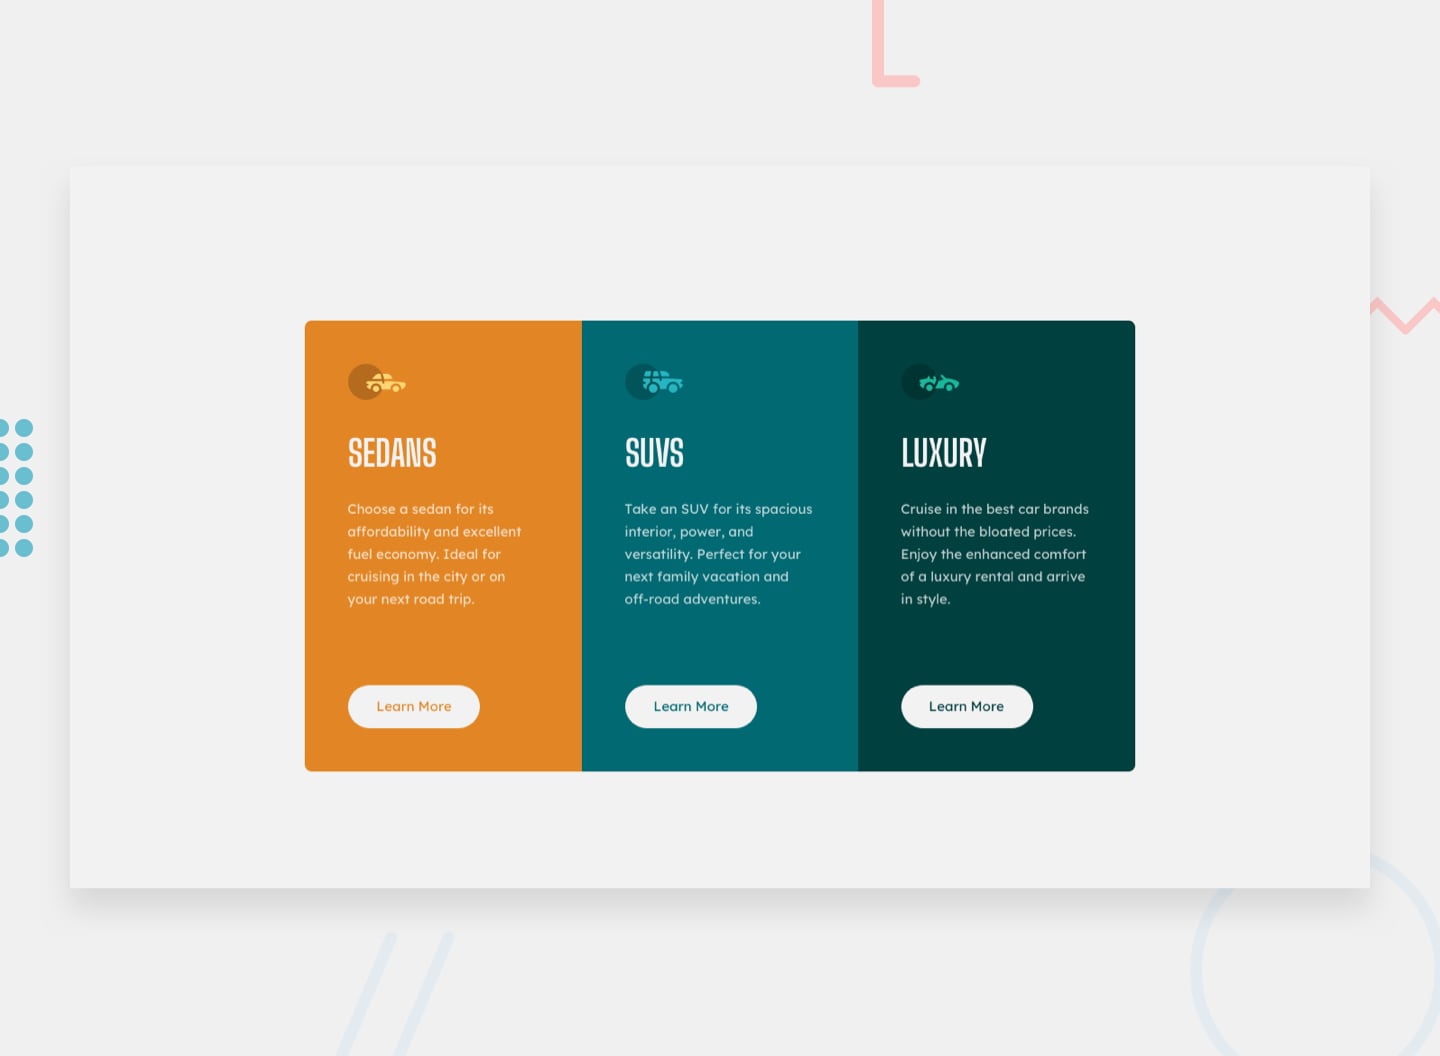 SEDANS
Choose a sedan for its
affordability and excellent
fuel economy. Ideal for
cruising in the city or on
your next road trip.
Learn More
SUVS
Take an SUV for its spacious
interior, power, and
versatility. Perfect for your
next family vacation and
off-road adventures.
Learn More
LUXURY
Cruise in the best car brands
without the bloated prices.
Enjoy the enhanced comfort
of a luxury rental and arrive
in style.
Learn More